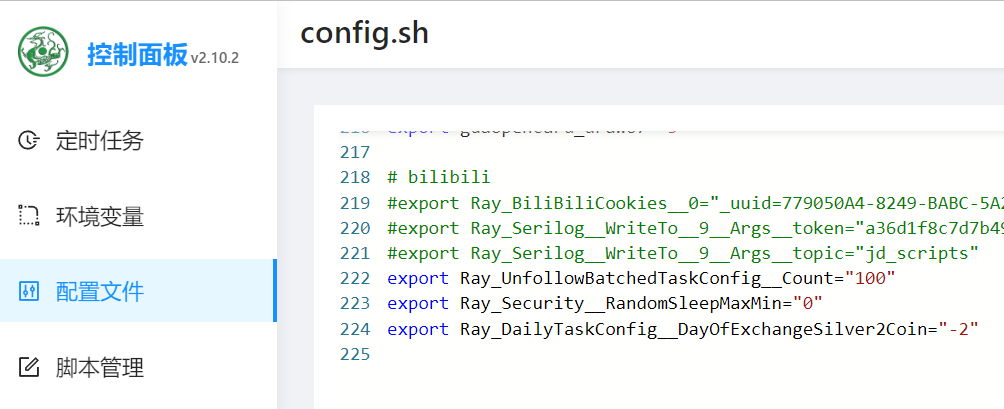 控制面板 v2.10.2
定时任务
环境变量
配置文件
脚本管理
config.sh
216 export
217
218 # bilibili
219 #export Ray_BiliBiliCookies__0="_uuid=779050A4-8249-BABC-5A2
220 #export Ray_Serilog__WriteTo__9__Args__token="a36d1f8c7d7b49
221 #export Ray_Serilog__WriteTo__9__Args__topic="jd_scripts"
222 export Ray_UnfollowBatchedTaskConfig__Count="100"
223 export Ray_Security__RandomSleepMaxMin="0"
224 export Ray_DailyTaskConfig__DayOfExchangeSilver2Coin="-2"
225